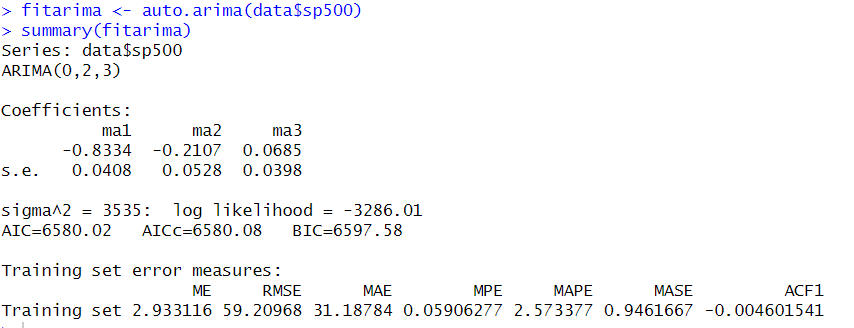 > fitarima <- auto.arima(data$sp500)
> summary(fitarima)
Series: data$sp500
ARIMA(0,2,3)
Coefficients:
ma1 ma2 ma3
-0.8334 -0.2107 0.0685
s.e. 0.0408 0.0528 0.0398
sigma^2 = 3535: log likelihood = -3286.01
AIC=6580.02 AICc=6580.08 BIC=6597.58
Training set error measures:
ME RMSE MAE MPE MAPE MASE ACF1
Training set 2.933116 59.20968 31.18784 0.05906277 2.573377 0.9461667 -0.004601541